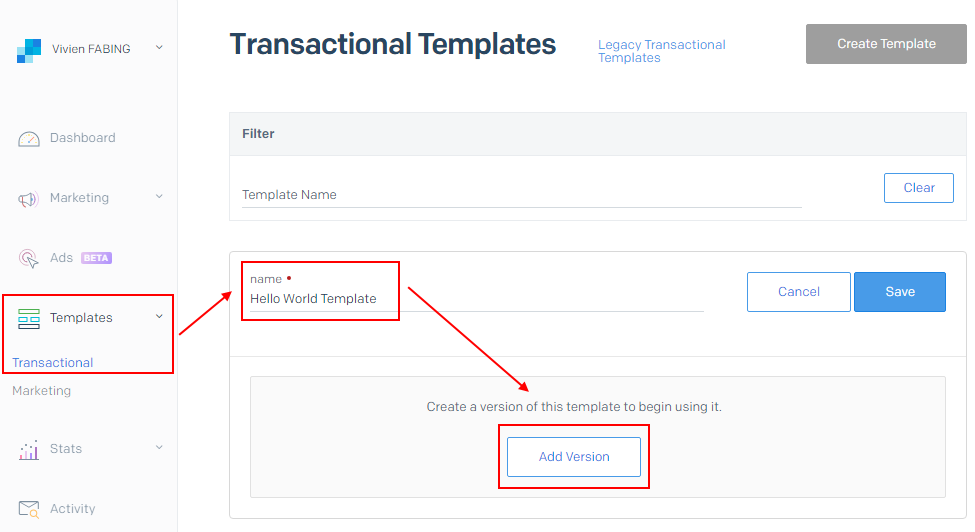 Vivien FABING
Dashboard
Marketing
Ads BETA
Templates
Transactional
Marketing
Stats
Activity
Transactional Templates
Legacy Transactional
Templates
Create Template
Filter
Template Name
Clear
name •
Hello World Template
Cancel
Save
Create a version of this template to begin using it.
Add Version